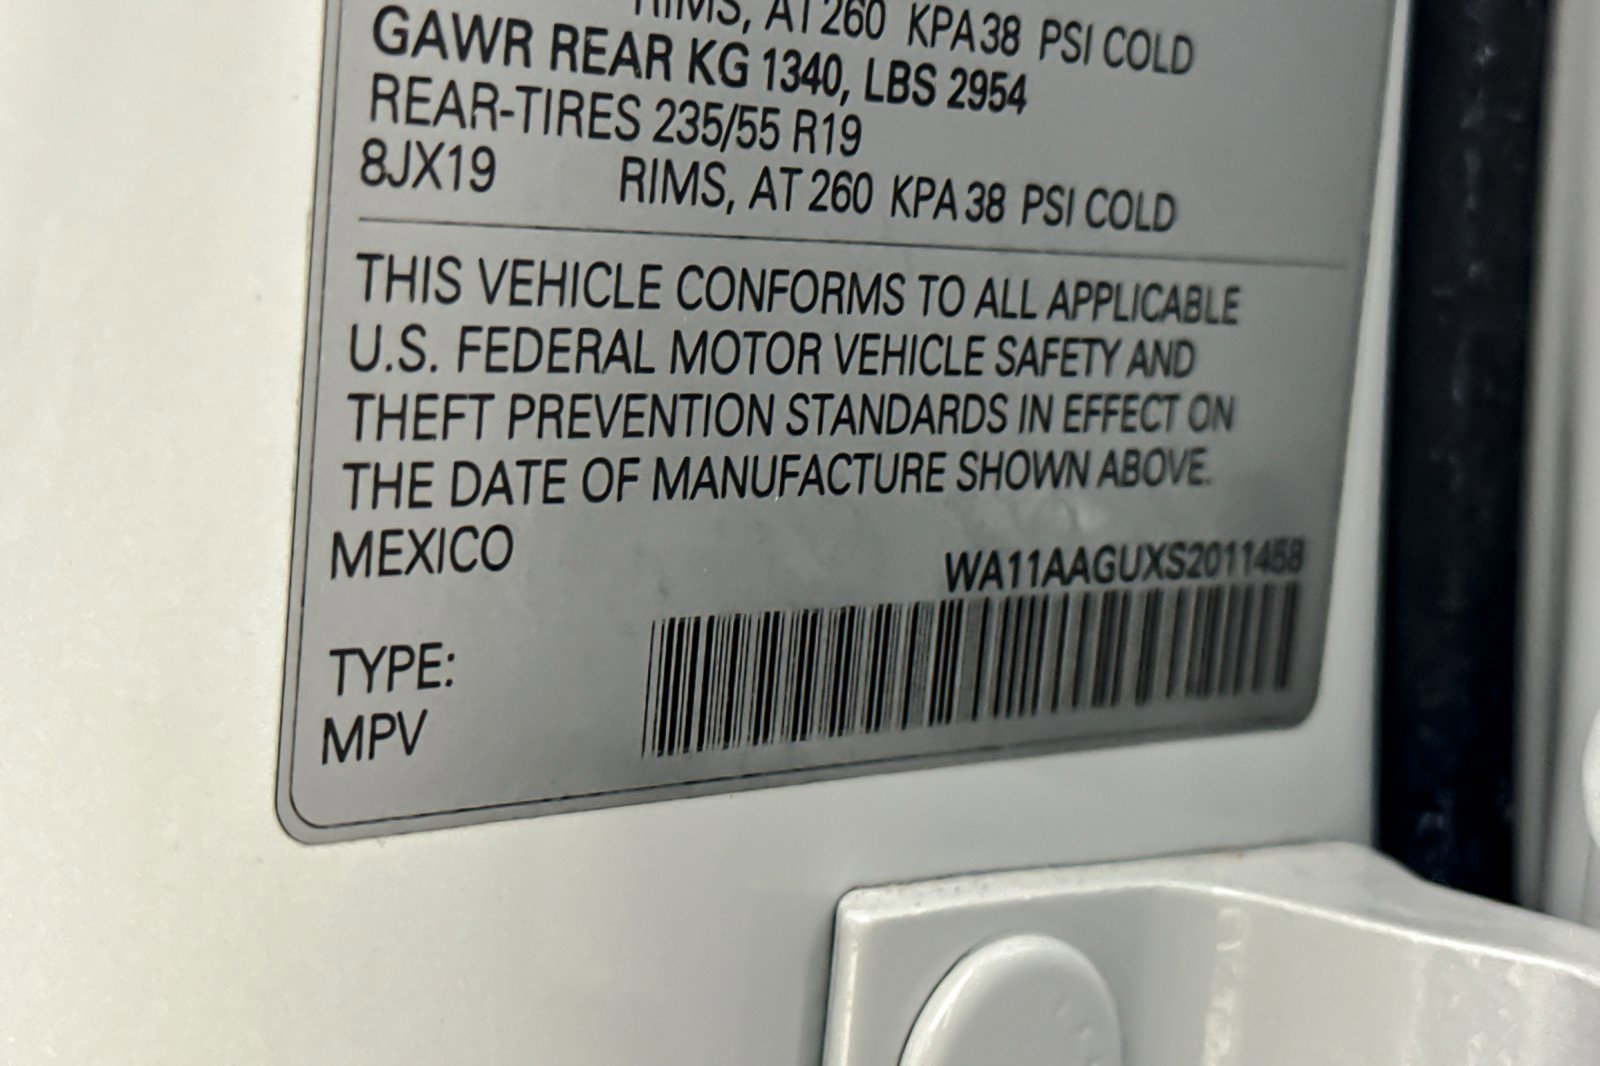 RIMS, AT 260 KPA 38 PSI COLD
GAWR REAR KG 1340, LBS 2954
REAR-TIRES 235/55 R19
8JX19 RIMS, AT 260 KPA 38 PSI COLD
THIS VEHICLE CONFORMS TO ALL APPLICABLE
U.S. FEDERAL MOTOR VEHICLE SAFETY AND
THEFT PREVENTION STANDARDS IN EFFECT ON
THE DATE OF MANUFACTURE SHOWN ABOVE.
MEXICO
WA11AAGUXS2011458
TYPE:
MPV